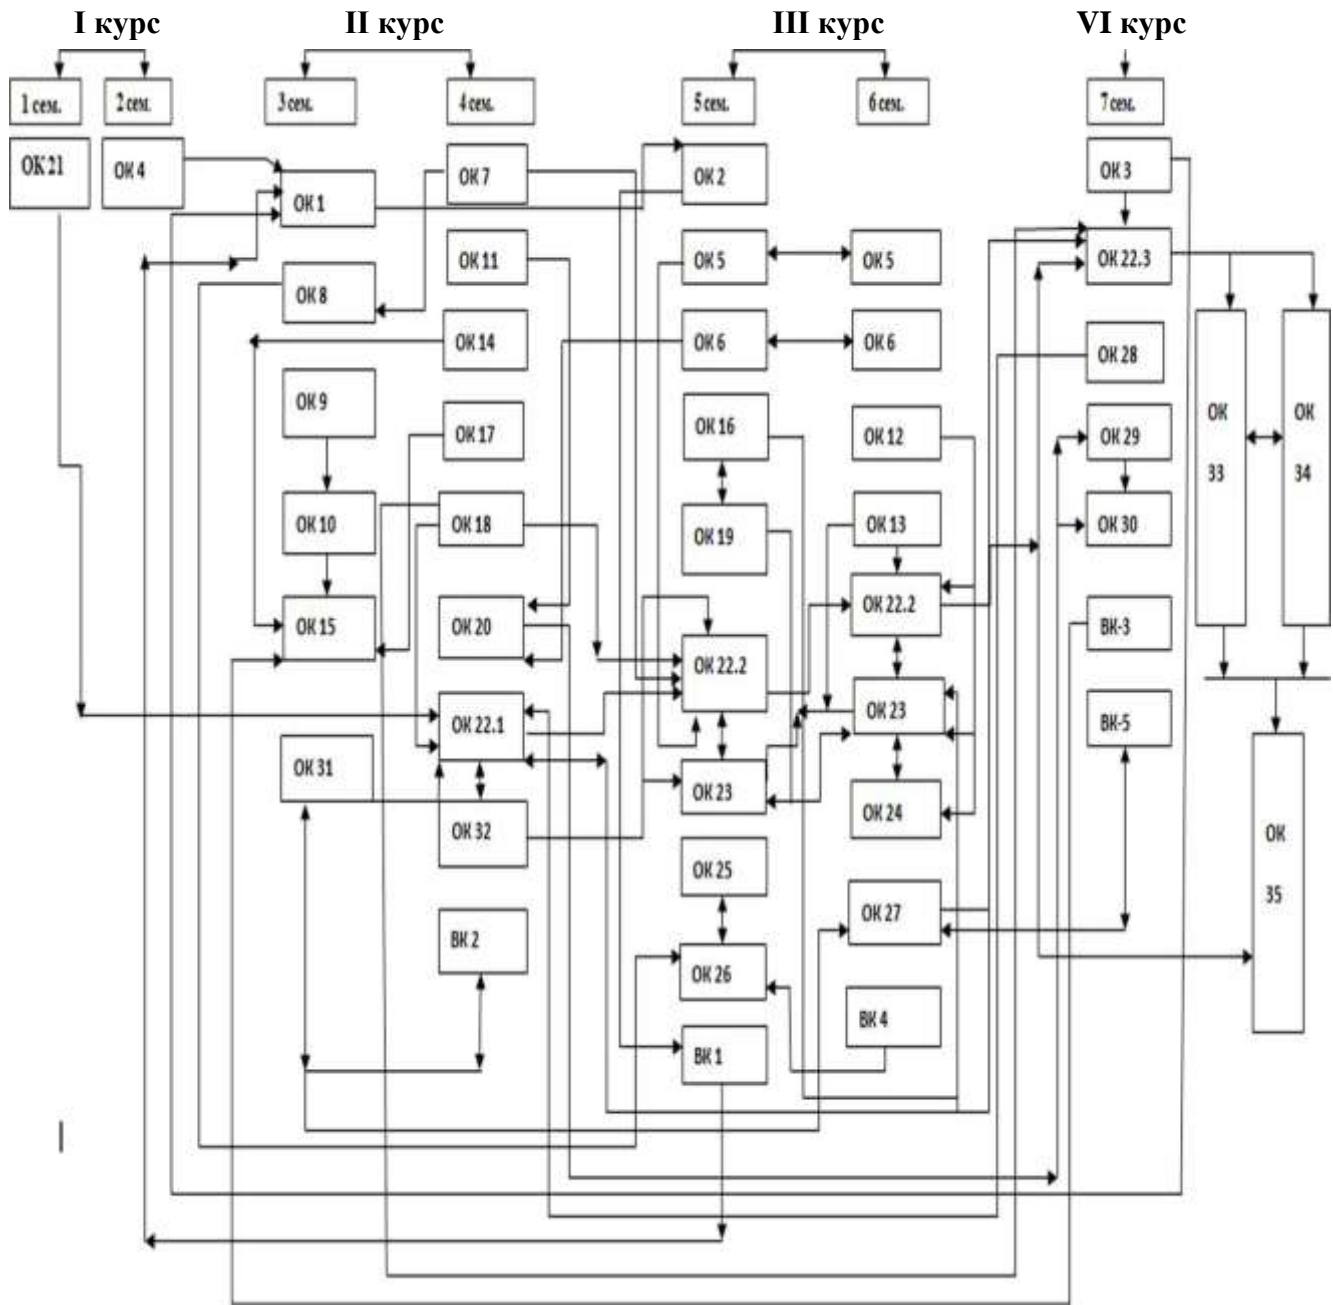 I курс
II курс
III курс
VI курс
1 сем.
2 сем.
3 сем.
4 сем.
5 сем.
6 сем.
7 сем.
ОК 21
ОК 4
ОК 1
ОК 8
ОК 9
ОК 10
ОК 15
ОК 31
ОК 7
ОК 11
ОК 14
ОК 17
ОК 18
ОК 20
ОК 22.1
ОК 32
ВК 2
ОК 2
ОК 5
ОК 6
ОК 16
ОК 19
ОК 22.2
ОК 23
ОК 25
ОК 26
ВК 1
ОК 5
ОК 6
ОК 12
ОК 13
ОК 22.2
ОК 23
ОК 24
ОК 27
ВК 4
ОК 3
ОК 22.3
ОК 28
ОК 29
ОК 30
ВК-3
ВК-5
ОК
33
ОК
34
ОК
35